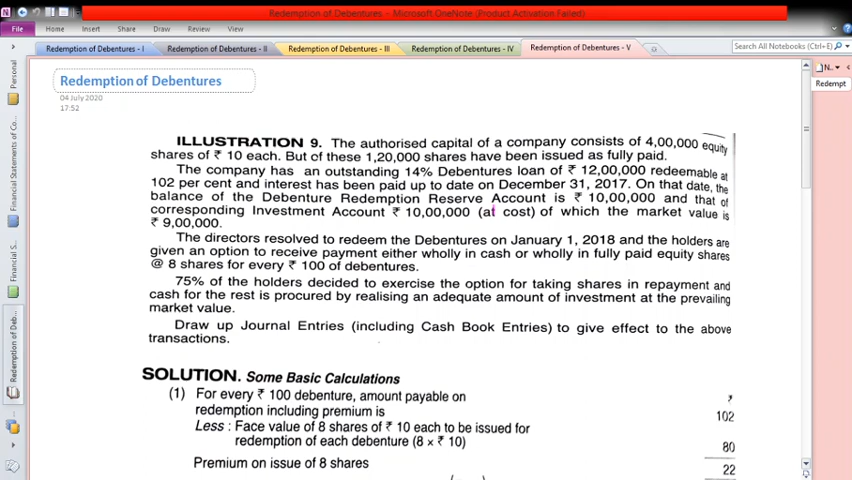 Redemption of Debentures - Microsoft OneNote (Product Activation Failed)
File Home Insert Share Draw Review View
Redemption of Debentures - I Redemption of Debentures - II Redemption of Debentures - III Redemption of Debentures - IV Redemption of Debentures - V Search All Notebooks (Ctrl+E)
Redemption of Debentures
04 July 2020
17:52
N..
Redempt
Personal
Financial Statements of Co...
Financial S...
Redemption of Deb...
ILLUSTRATION 9. The authorised capital of a company consists of 4,00,000 equity
shares of ₹ 10 each. But of these 1,20,000 shares have been issued as fully paid.
The company has an outstanding 14% Debentures loan of ₹ 12,00,000 redeemable at
102 per cent and interest has been paid up to date on December 31, 2017. On that date, the
balance of the Debenture Redemption Reserve Account is ₹ 10,00,000 and that of
corresponding Investment Account ₹ 10,00,000 (at cost) of which the market value is
₹ 9,00,000.
The directors resolved to redeem the Debentures on January 1, 2018 and the holders are
given an option to receive payment either wholly in cash or wholly in fully paid equity shares
@ 8 shares for every ₹ 100 of debentures.
75% of the holders decided to exercise the option for taking shares in repayment and
cash for the rest is procured by realising an adequate amount of investment at the prevailing
market value.
Draw up Journal Entries (including Cash Book Entries) to give effect to the above
transactions.
SOLUTION. Some Basic Calculations
(1) For every ₹ 100 debenture, amount payable on ₹
redemption including premium is 102
Less : Face value of 8 shares of ₹ 10 each to be issued for
redemption of each debenture (8 × ₹ 10) 80
Premium on issue of 8 shares 22